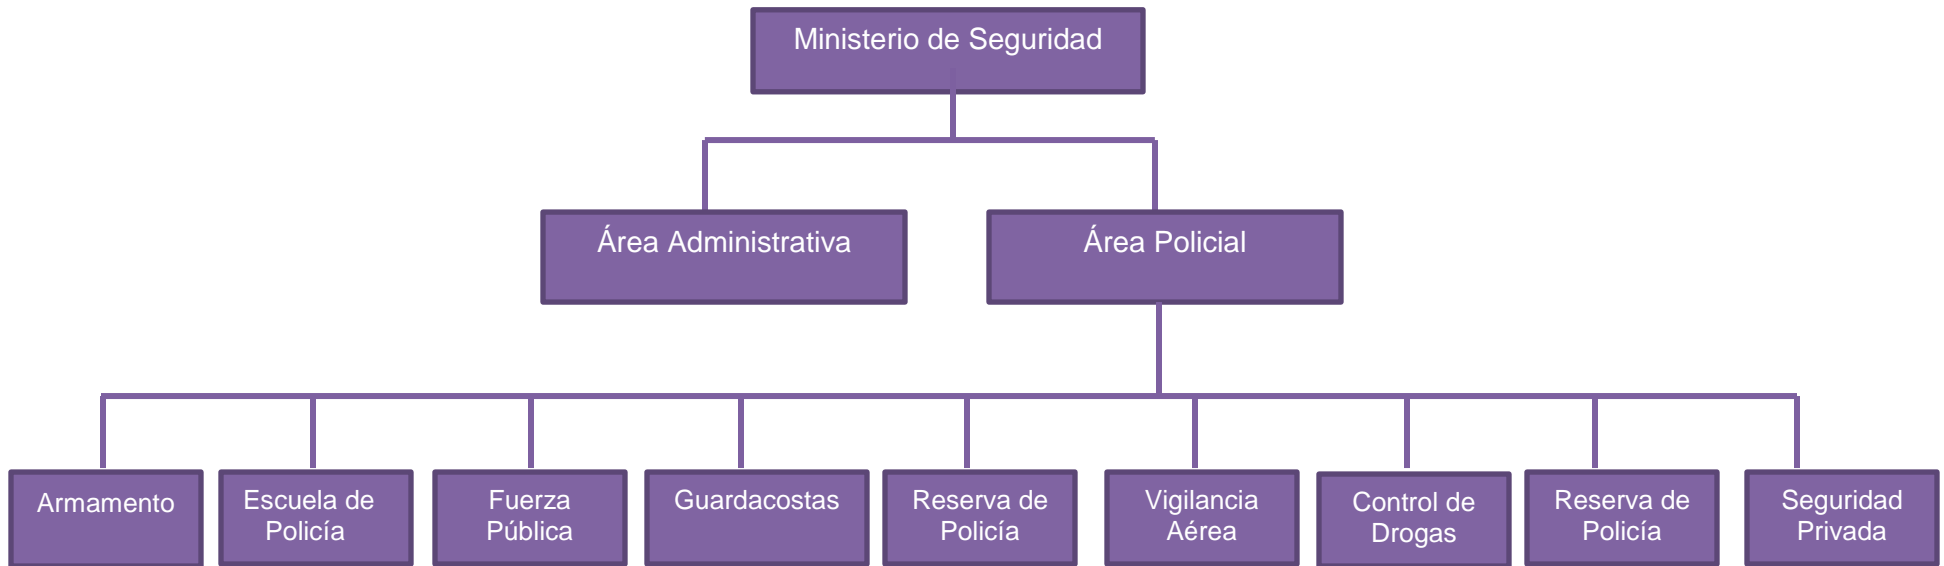 Ministerio de Seguridad
Área Administrativa
Área Policial
Armamento
Escuela de
Policía
Fuerza
Pública
Guardacostas
Reserva de
Policía
Vigilancia
Aérea
Control de
Drogas
Reserva de
Policía
Seguridad
Privada